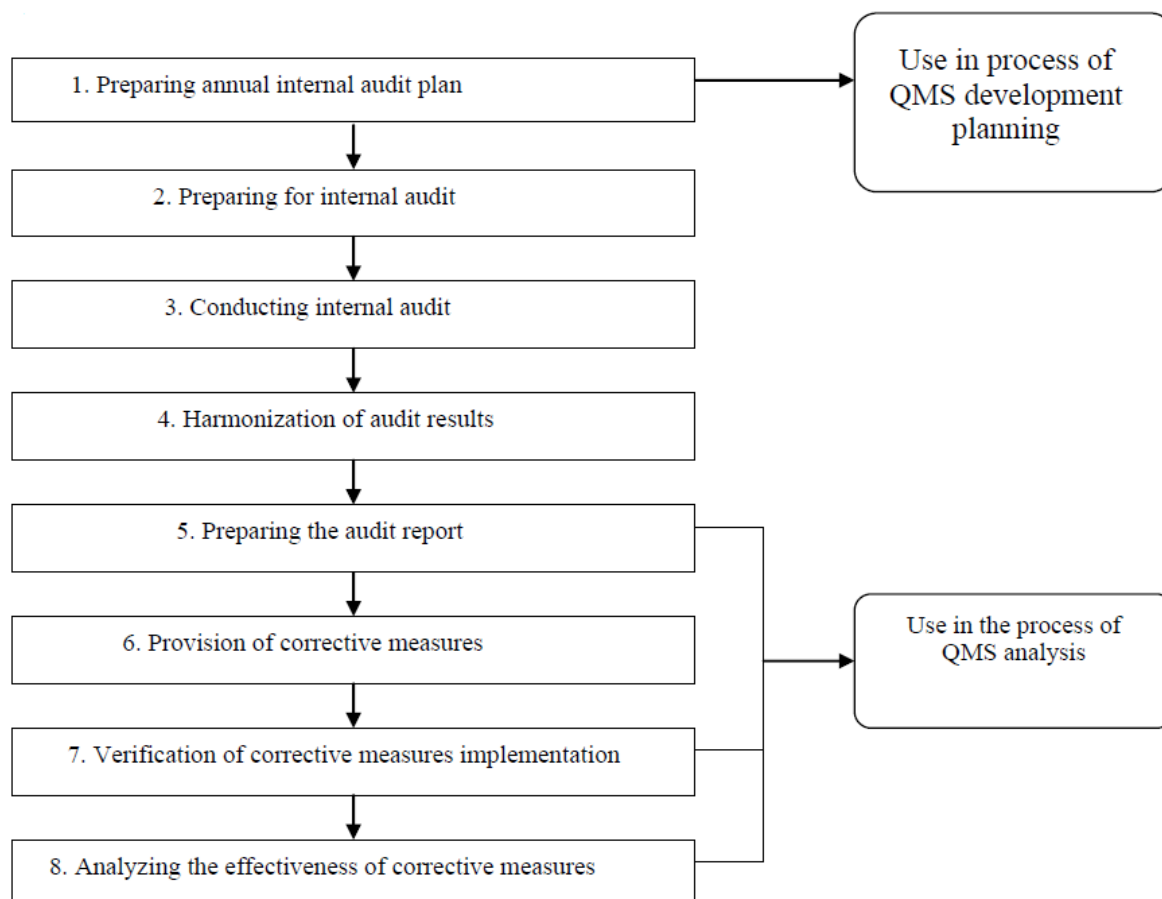 1. Preparing annual internal audit plan
Use in process of
QMS development
planning
2. Preparing for internal audit
3. Conducting internal audit
4. Harmonization of audit results
5. Preparing the audit report
6. Provision of corrective measures
Use in the process of
QMS analysis
7. Verification of corrective measures implementation
8. Analyzing the effectiveness of corrective measures